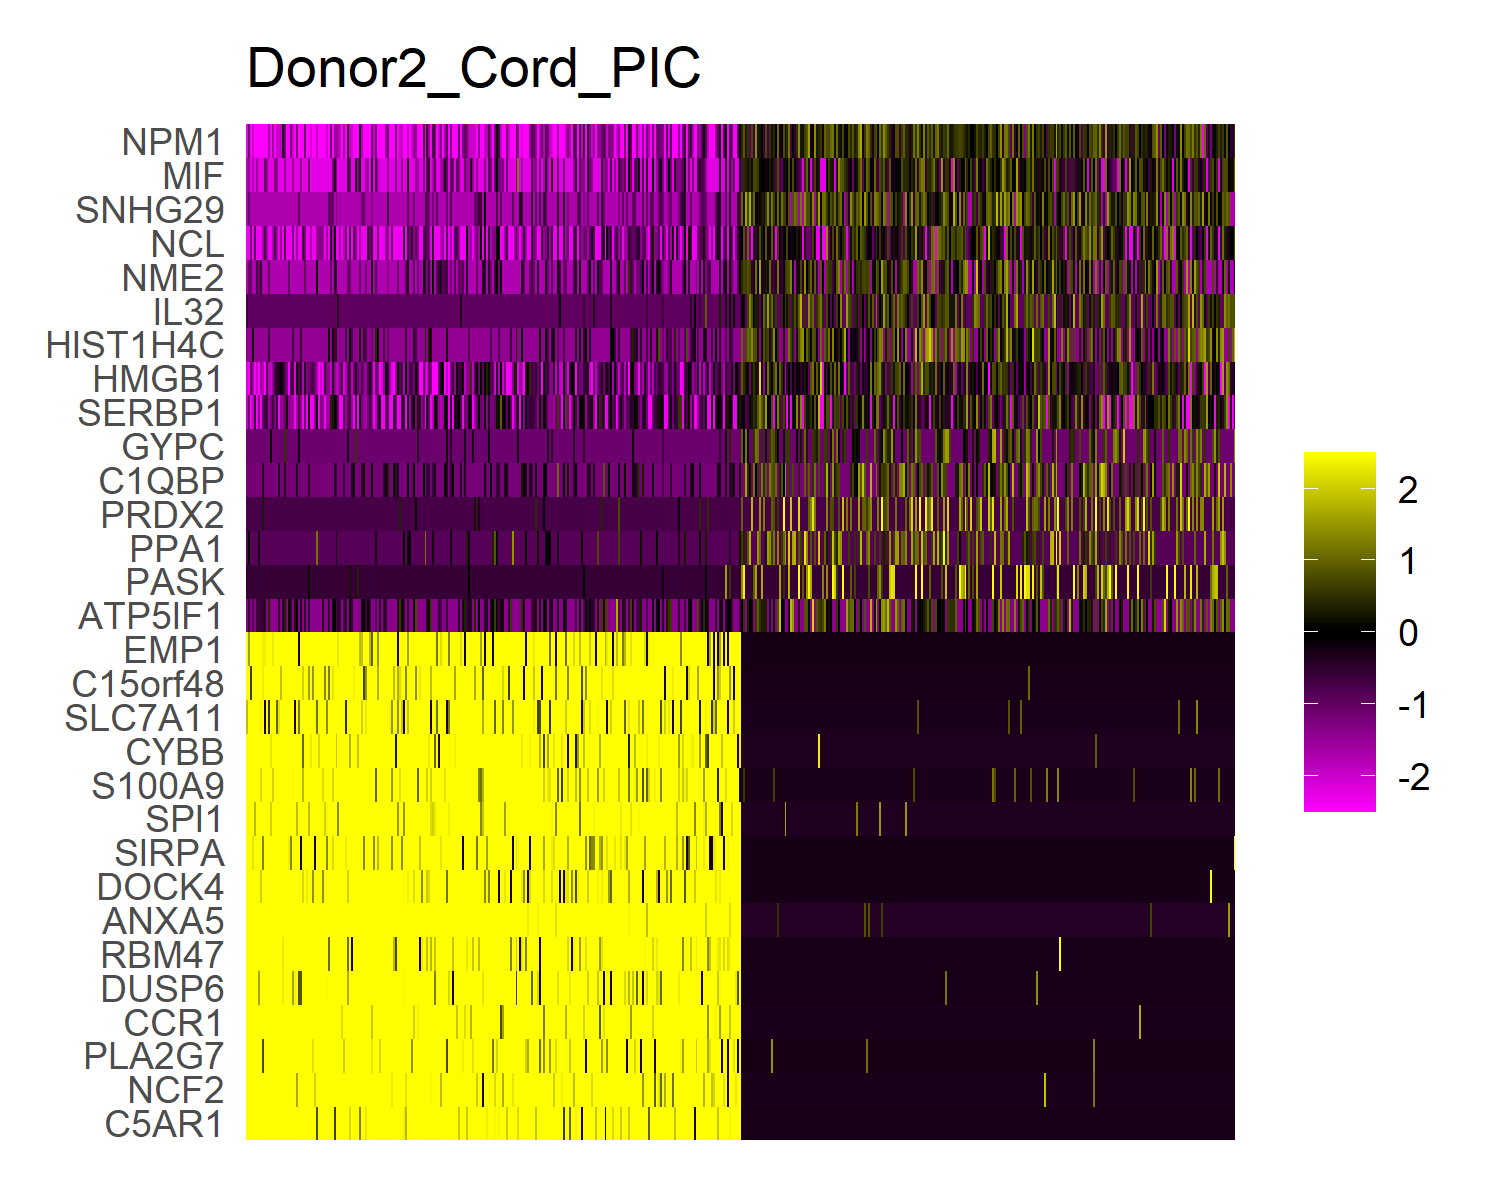 Donor2_Cord_PIC
NPM1
MIF
SNHG29
NCL
NME2
IL32
HIST1H4C
HMGB1
SERBP1
GYPC
C1QBP
PRDX2
PPA1
PASK
ATP5IF1
EMP1
C15orf48
SLC7A11
CYBB
S100A9
SPI1
SIRPA
DOCK4
ANXA5
RBM47
DUSP6
CCR1
PLA2G7
NCF2
C5AR1
2
1
0
-1
-2